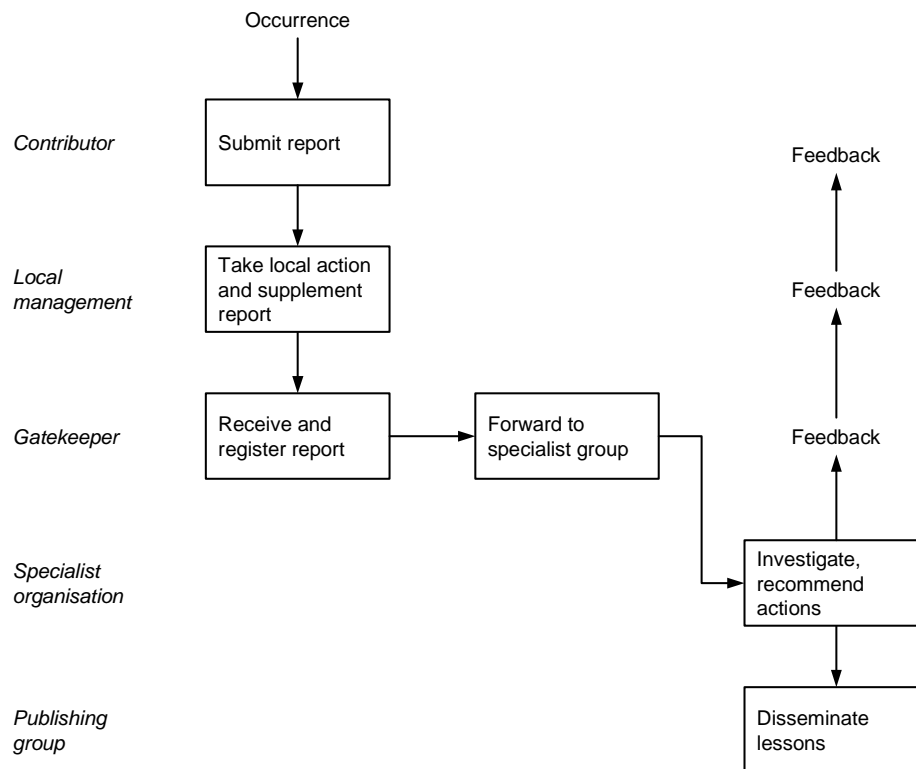 Occurrence
Contributor
Submit report
Feedback
Local
management
Take local action
and supplement
report
Feedback
Gatekeeper
Receive and
register report
Forward to
specialist group
Feedback
Specialist
organisation
Investigate,
recommend
actions
Publishing
group
Disseminate
lessons